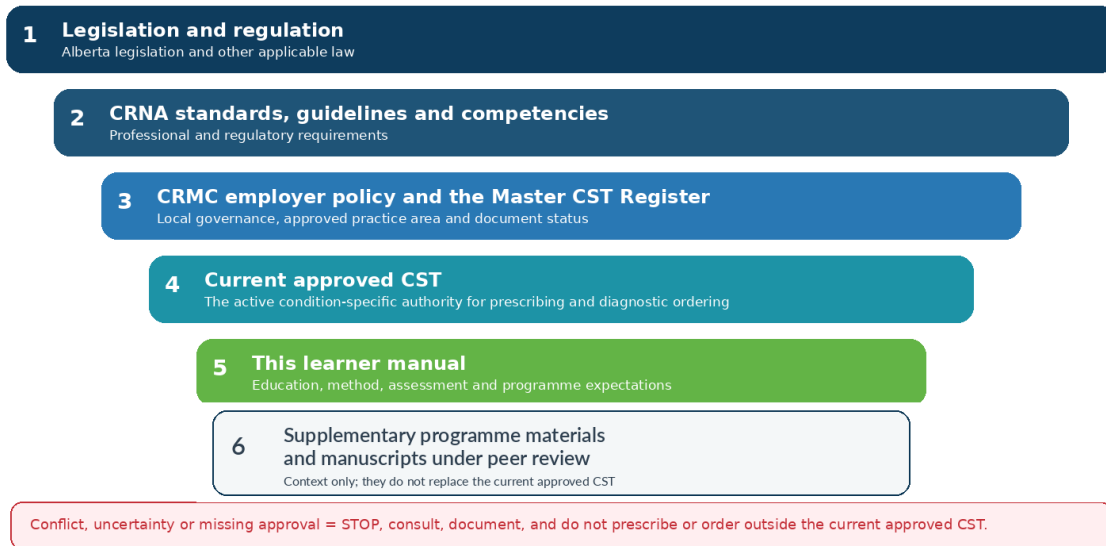 1
Legislation and regulation
Alberta legislation and other applicable law
2
CRNA standards, guidelines and competencies
Professional and regulatory requirements
3
CRMC employer policy and the Master CST Register
Local governance, approved practice area and document status
4
Current approved CST
The active condition-specific authority for prescribing and diagnostic ordering
5
This learner manual
Education, method, assessment and programme expectations
6
Supplementary programme materials
and manuscripts under peer review
Context only; they do not replace the current approved CST
Conflict, uncertainty or missing approval = STOP, consult, document, and do not prescribe or order outside the current approved CST.